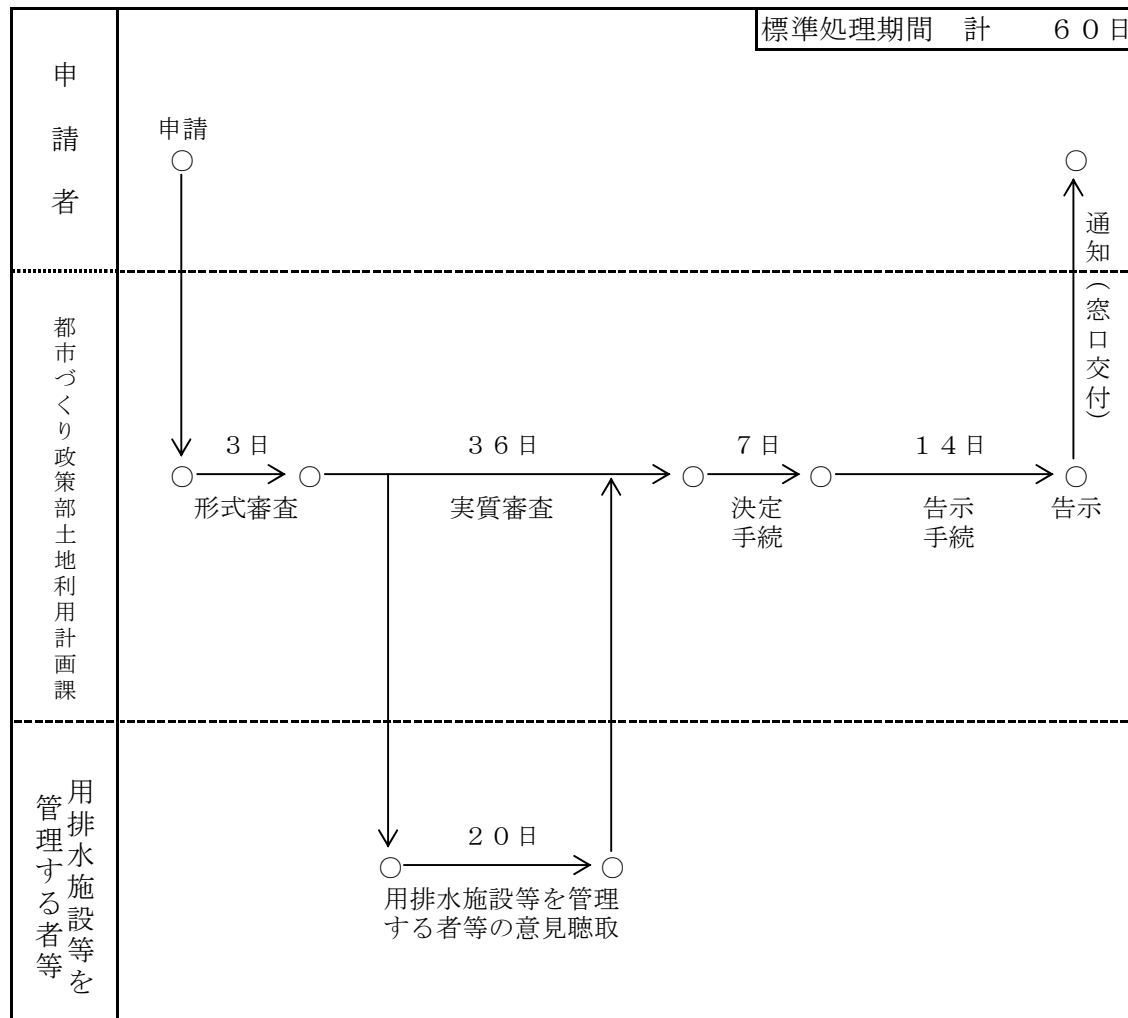 標準処理期間 計 60日
申請者
申請
通知(窓口交付)
都市づくり政策部土地利用計画課
3日
36日
7日
14日
形式審査
実質審査
決定
手続
告示
手続
告示
用排水施設等を
管理する者等
20日
用排水施設等を管理
する者等の意見聴取